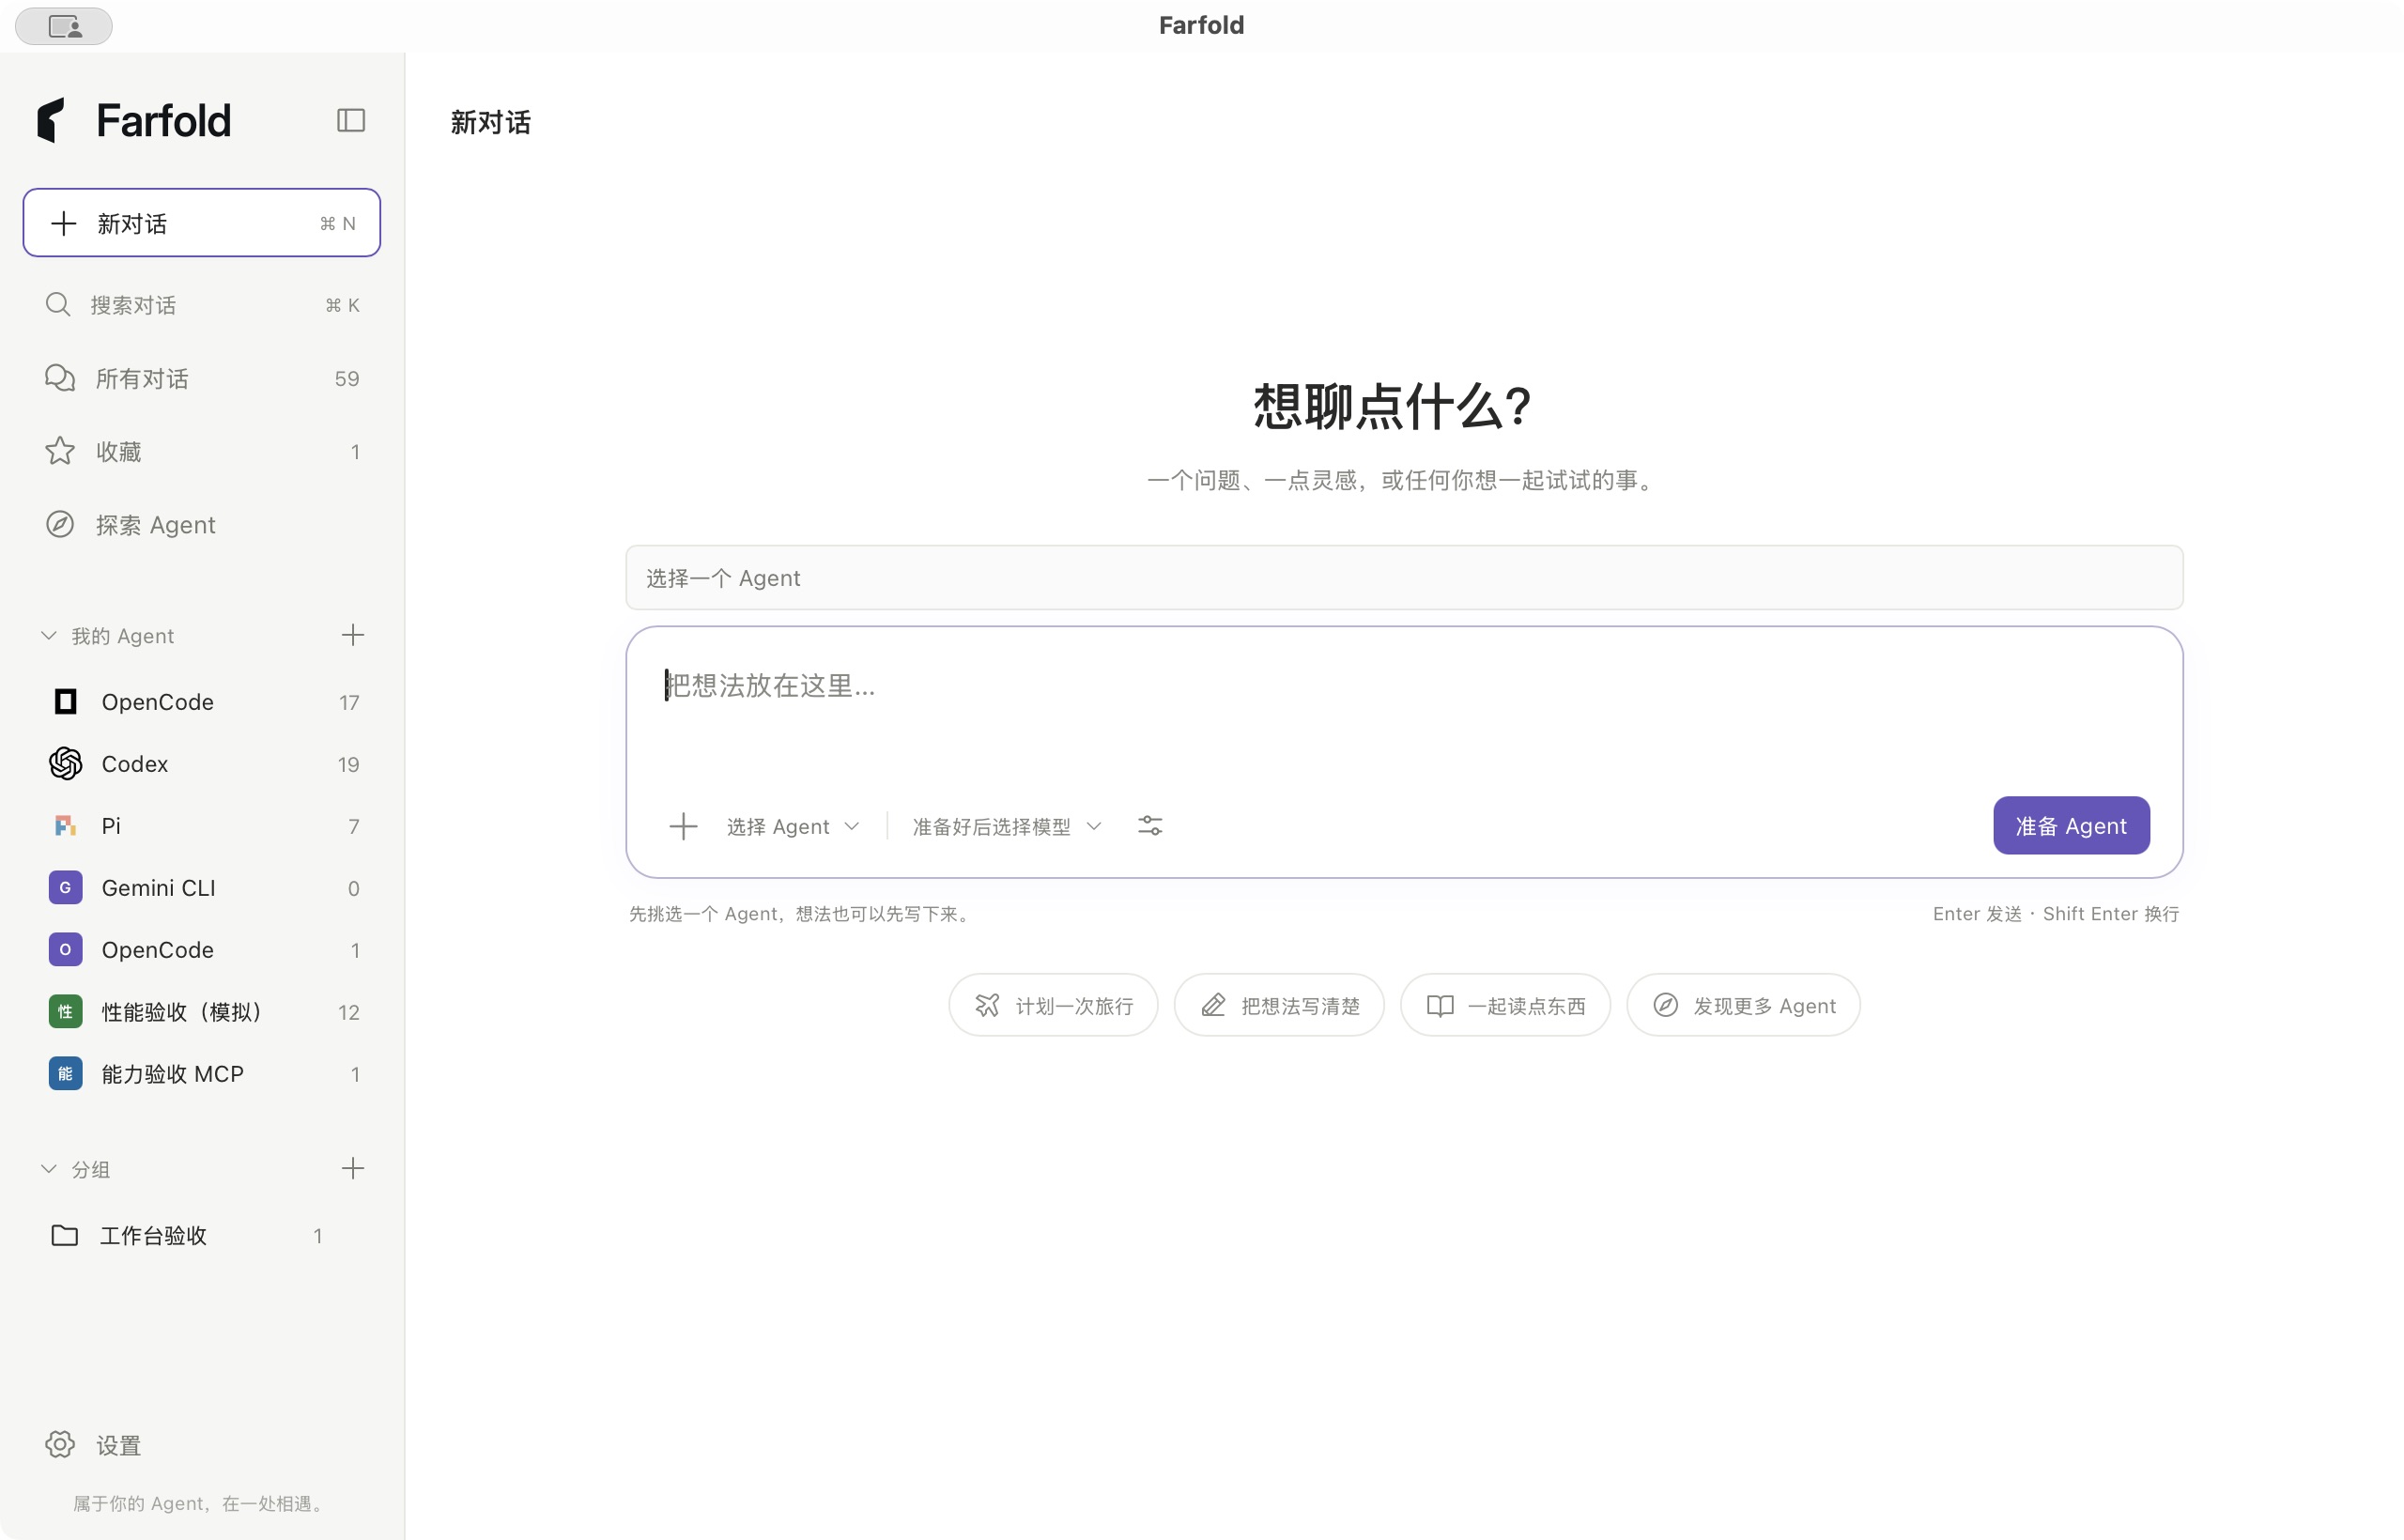 Farfold
Farfold
新对话 ⌘ N
搜索对话 ⌘ K
所有对话 59
收藏 1
探索 Agent
我的 Agent
OpenCode 17
Codex 19
Pi 7
G Gemini CLI 0
O OpenCode 1
性 性能验收（模拟） 12
能 能力验收 MCP 1
分组
工作台验收 1
设置
属于你的 Agent，在一处相遇。
新对话
想聊点什么?
一个问题、一点灵感，或任何你想一起试试的事。
选择一个 Agent
把想法放在这里...
选择 Agent 准备好后选择模型 准备 Agent
先挑选一个 Agent，想法也可以先写下来。 Enter 发送 · Shift Enter 换行
计划一次旅行 把想法写清楚 一起读点东西 发现更多 Agent